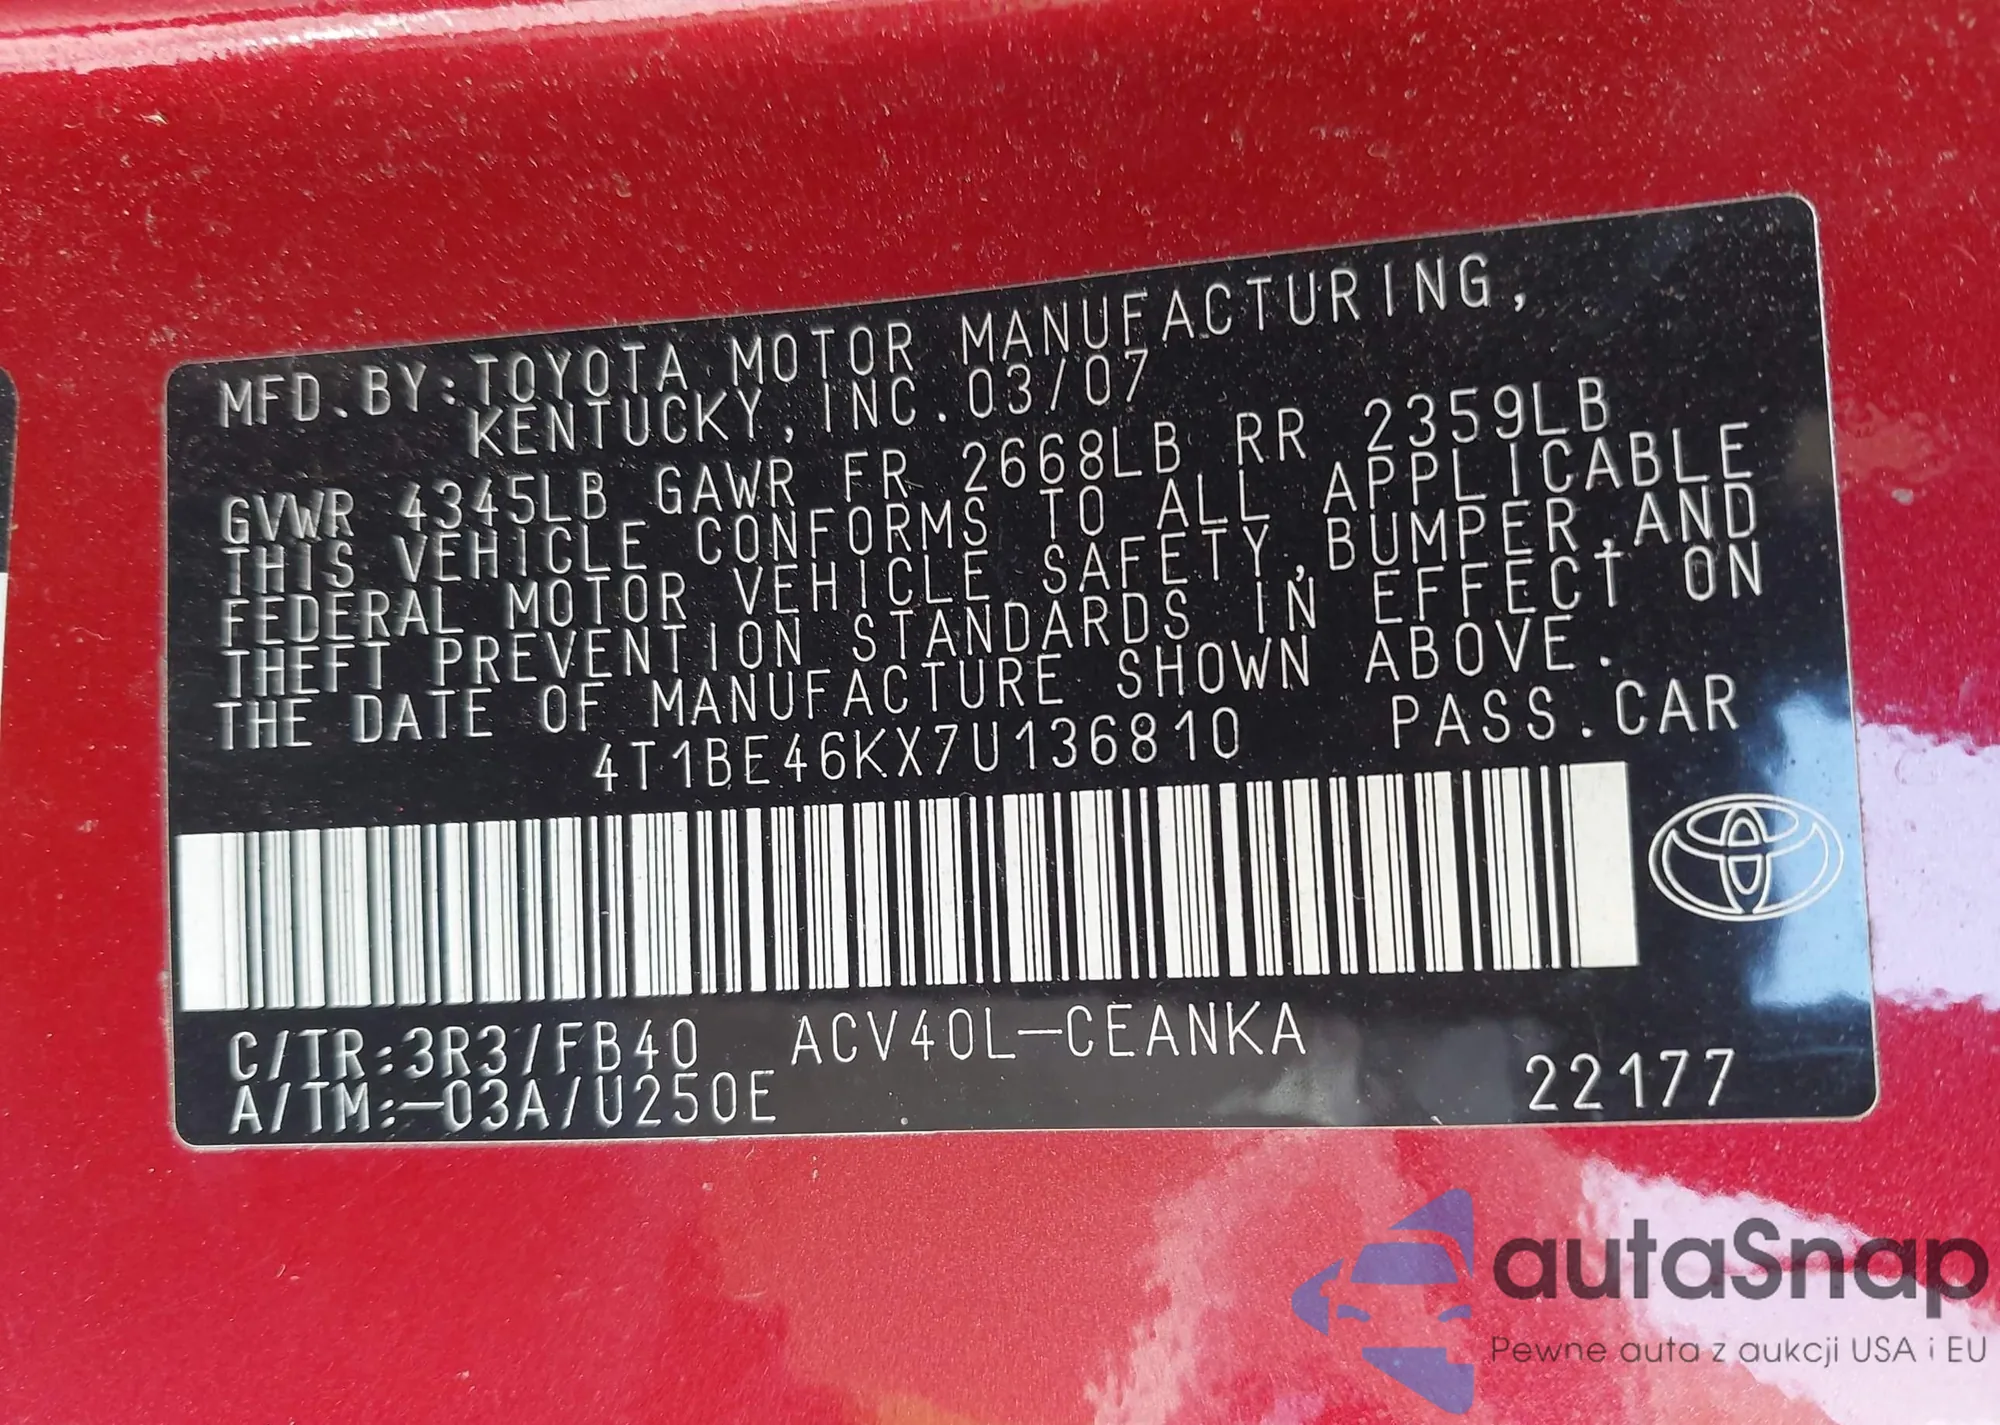 MFD.BY:TOYOTA MOTOR MANUFACTURING,
KENTUCKY,INC.03/07
GVWR 4345LB GAWR FR 2668LB RR 2359LB
THIS VEHICLE CONFORMS TO ALL APPLICABLE
FEDERAL MOTOR VEHICLE SAFETY,BUMPER,AND
THEFT PREVENTION STANDARDS IN EFFECT ON
THE DATE OF MANUFACTURE SHOWN ABOVE.
4T1BE46KX7U136810 PASS.CAR
C/TR:3R3/FB40 ACV40L-CEANKA
A/TM:-03A/U250E 22177
autaSnap
Pewne auta z aukcji USA i EU